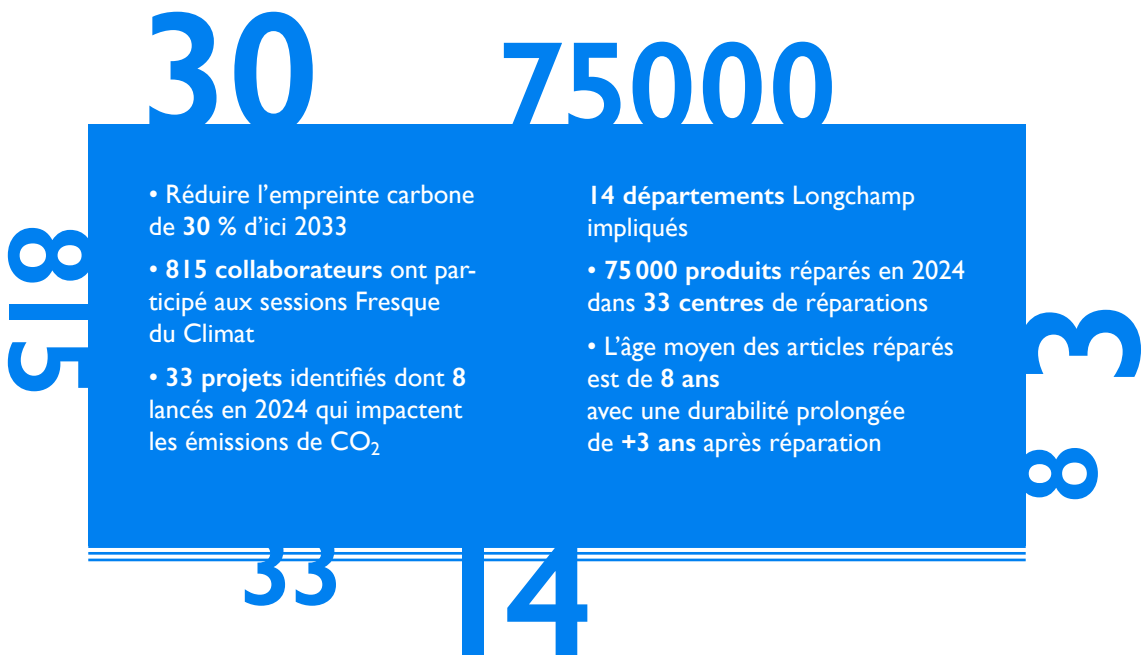 30
75000
• Réduire l’empreinte carbone
de 30 % d’ici 2033
• 815 collaborateurs ont par-
ticipé aux sessions Fresque
du Climat
• 33 projets identifiés dont 8
lancés en 2024 qui impactent
les émissions de CO₂
14 départements Longchamp
impliqués
• 75 000 produits réparés en 2024
dans 33 centres de réparations
• L’âge moyen des articles réparés
est de 8 ans
avec une durabilité prolongée
de +3 ans après réparation
815
3
8
33
14